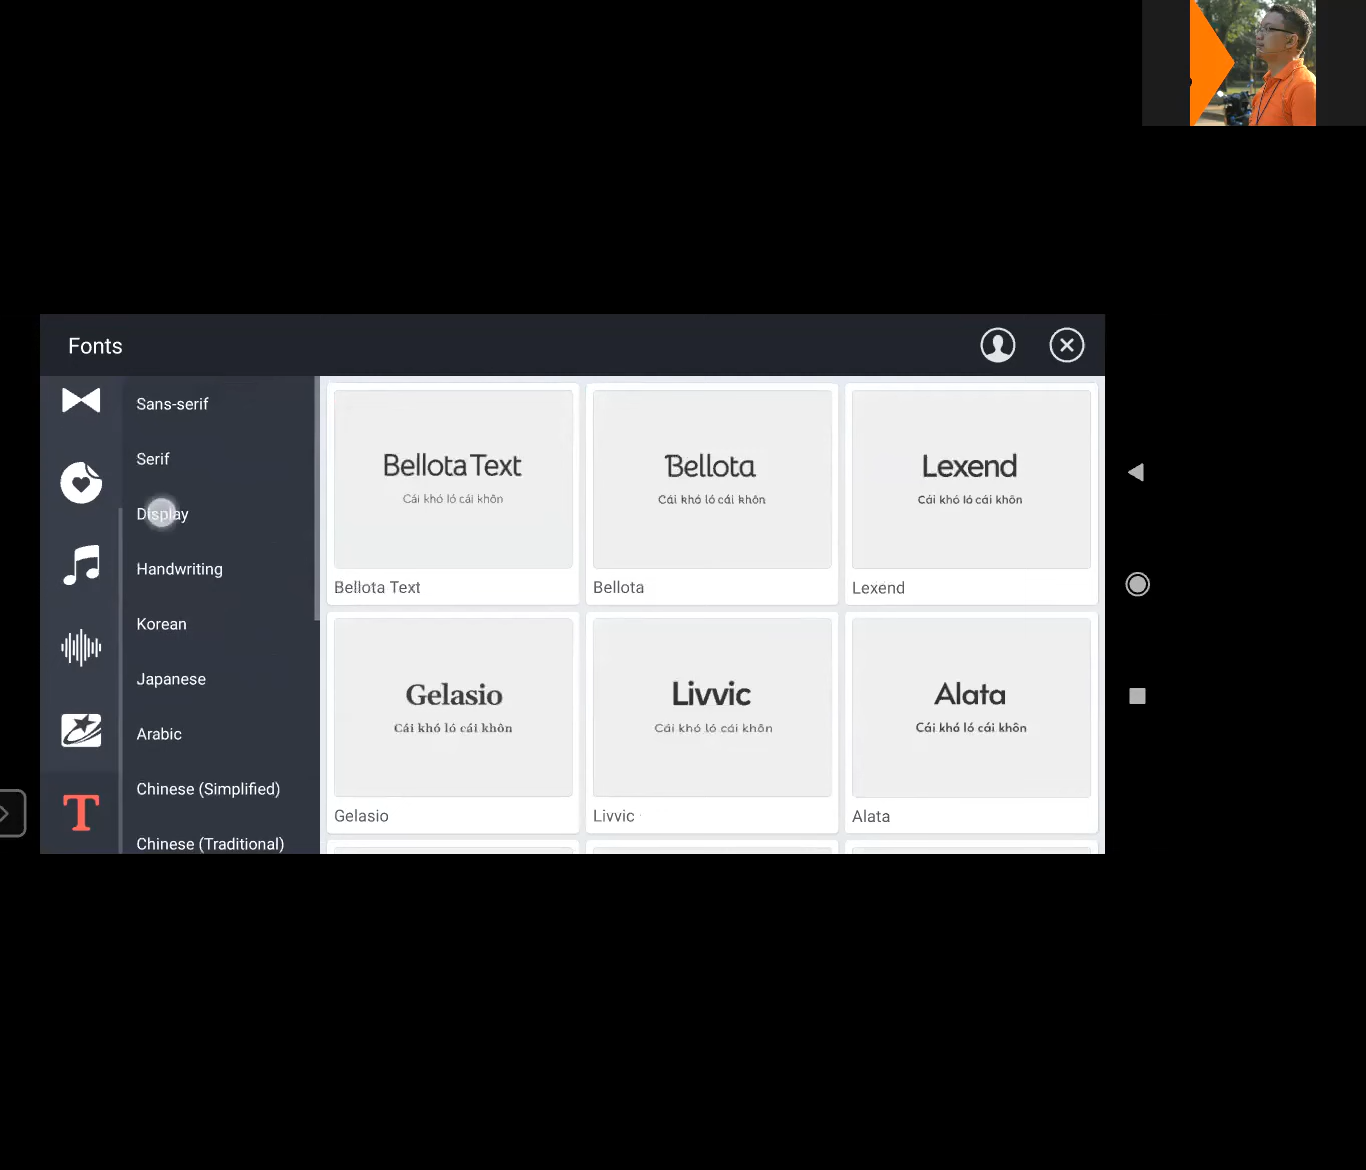 Fonts
Sans-serif
Serif
Display
Handwriting
Korean
Japanese
Arabic
Chinese (Simplified)
Chinese (Traditional)
Bellota Text
Cái khó ló cái khôn
Bellota Text
Bellota
Cái khó ló cái khôn
Bellota
Lexend
Cái khó ló cái khôn
Lexend
Gelasio
Cái khó ló cái khôn
Gelasio
Livvic
Cái khó ló cái khôn
Livvic
Alata
Cái khó ló cái khôn
Alata